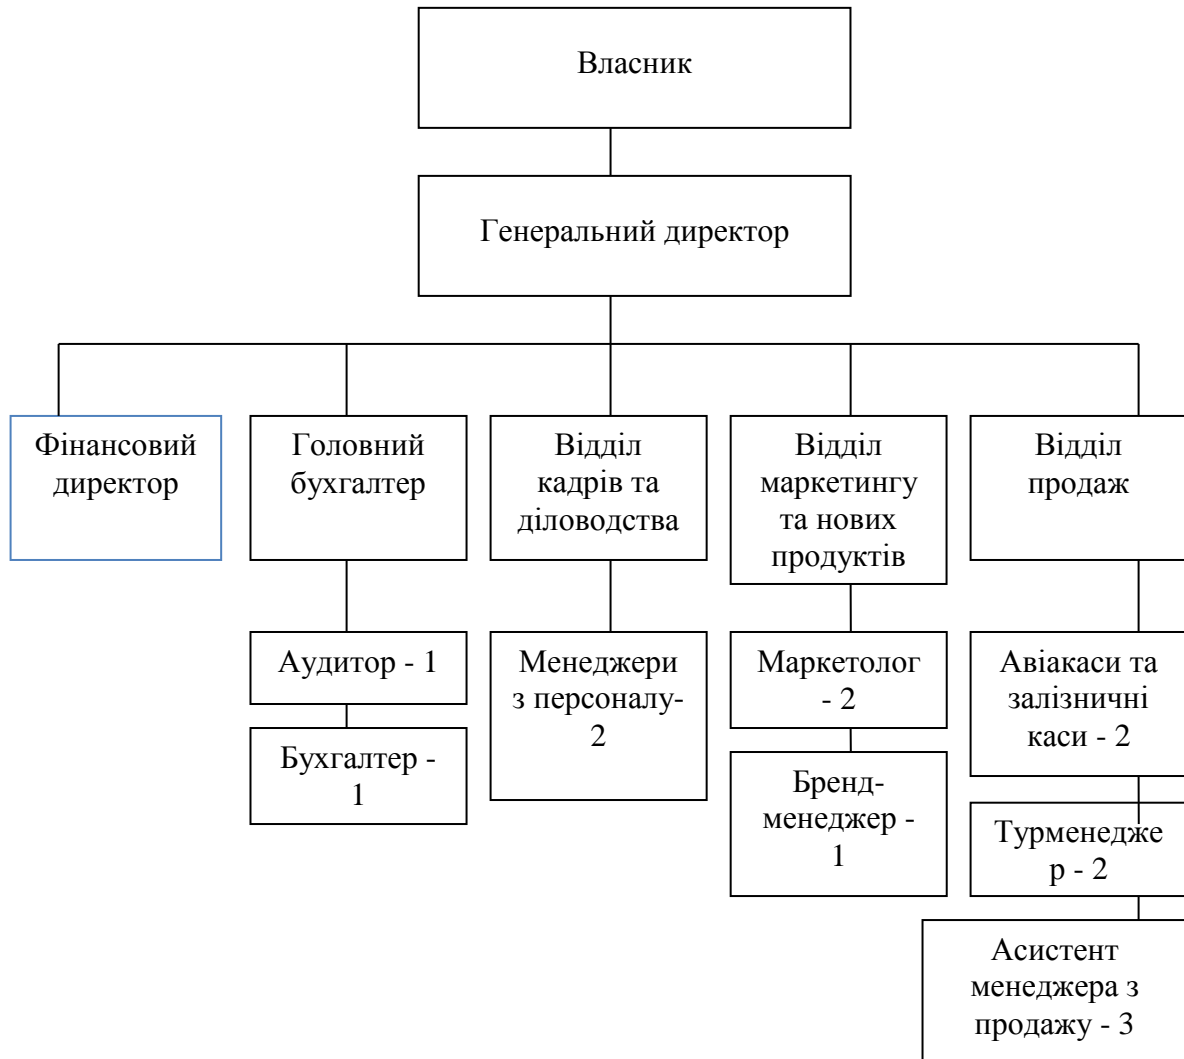 Власник
Генеральний директор
Фінансовий
директор
Головний
бухгалтер
Відділ
кадрів та
діловодства
Відділ
маркетингу
та нових
продуктів
Відділ
продаж
Аудитор - 1
Бухгалтер -
1
Менеджери
з персоналу-
2
Маркетолог
- 2
Бренд-
менеджер -
1
Авіакаси та
залізничні
каси - 2
Турменедже
р - 2
Асистент
менеджера з
продажу - 3